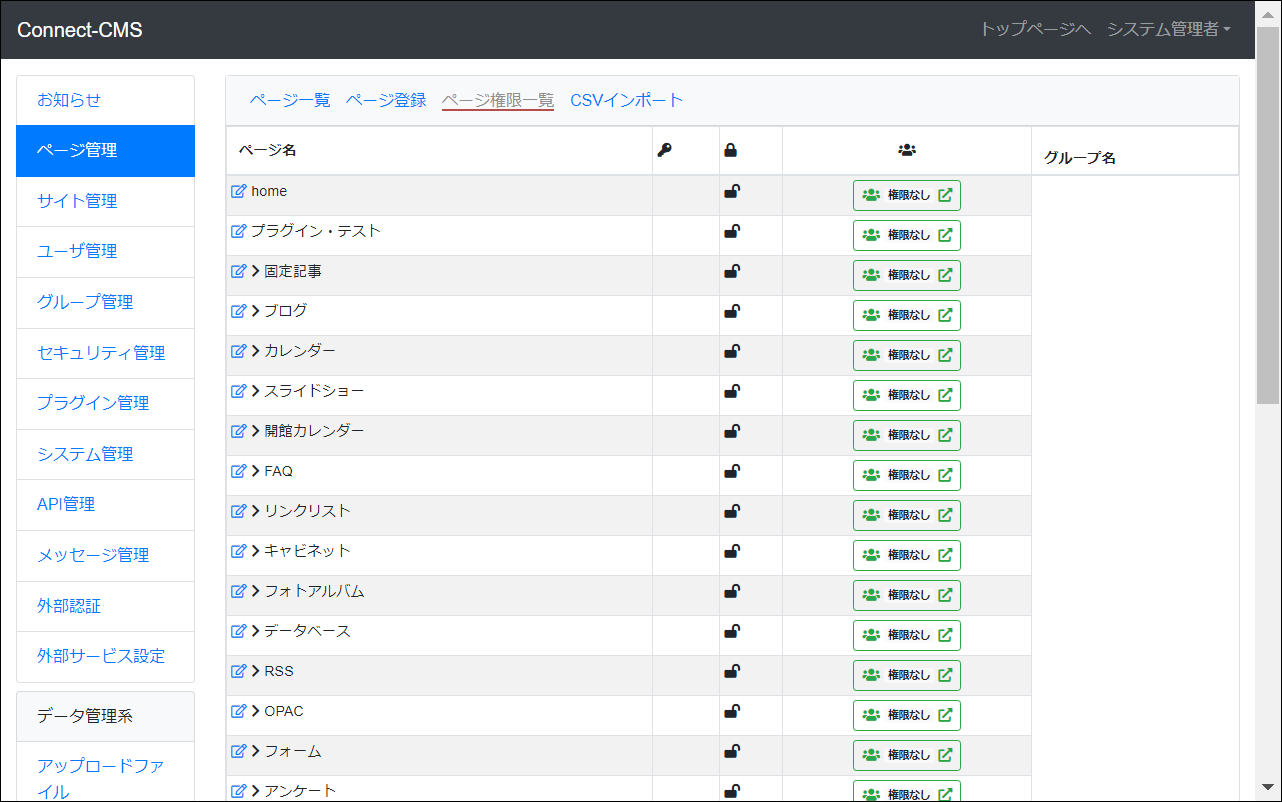 Connect-CMS トップページへ システム管理者
お知らせ
ページ管理
サイト管理
ユーザ管理
グループ管理
セキュリティ管理
プラグイン管理
システム管理
API管理
メッセージ管理
外部認証
外部サービス設定
データ管理系
アップロードファ
イル
ページ一覧 ページ登録 ページ権限一覧 CSVインポート
ページ名 グループ名
home 権限なし
プラグイン・テスト 権限なし
固定記事 権限なし
ブログ 権限なし
カレンダー 権限なし
スライドショー 権限なし
開館カレンダー 権限なし
FAQ 権限なし
リンクリスト 権限なし
キャビネット 権限なし
フォトアルバム 権限なし
データベース 権限なし
RSS 権限なし
OPAC 権限なし
フォーム 権限なし
アンケート 権限なし